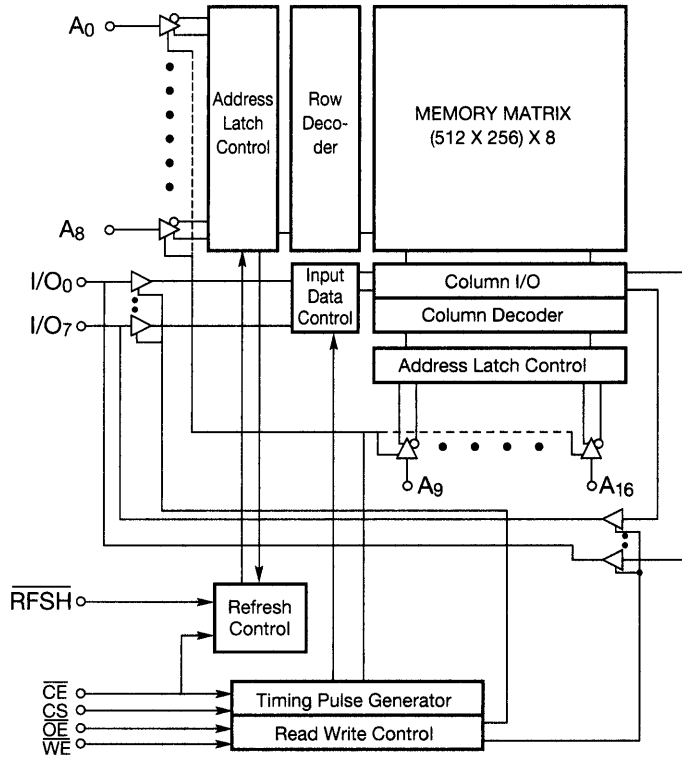 A0
Address
Latch
Control
Row
Deco-
der
MEMORY MATRIX
(512 X 256) X 8
A8
I/O0
I/O7
Input
Data
Control
Column I/O
Column Decoder
Address Latch Control
A9
A16
RFSH
Refresh
Control
CE
CS
OE
WE
Timing Pulse Generator
Read Write Control